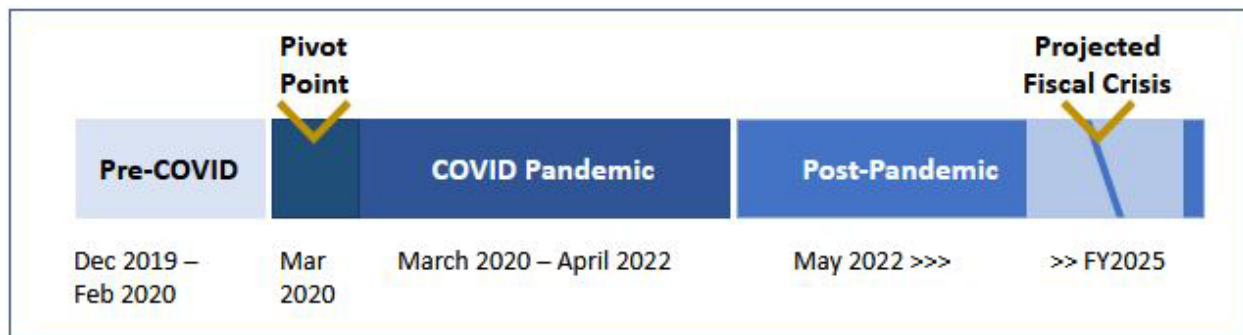 Pivot
Point
Projected
Fiscal Crisis
Pre-COVID
COVID Pandemic
Post-Pandemic
Dec 2019 –
Feb 2020
Mar
2020
March 2020 – April 2022
May 2022 >>>
>> FY2025